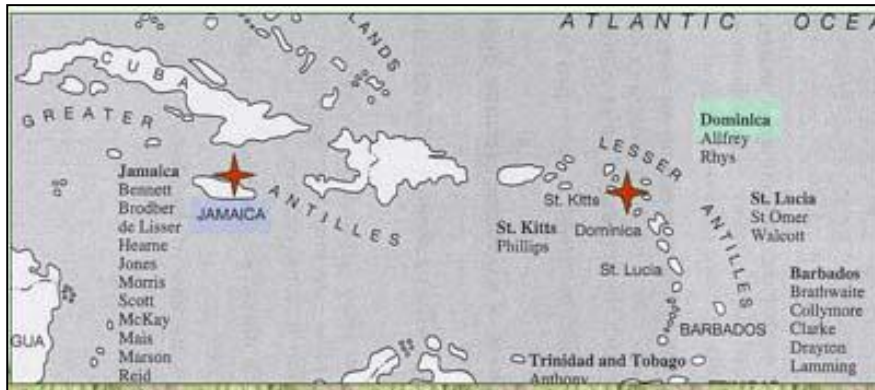 ATLANTIC OCEA
LANDS
CUBA
GREATER
ANTILLES
Jamaica
Bennett
Brodber
de Lisser
Hearne
Jones
Morris
Scott
McKay
Mais
Marson
Reid
JAMAICA
GUA
LESSER
ANTILLES
Dominica
Allfrey
Rhys
St. Kitts
St. Kitts
Phillips
Dominica
St. Lucia
St. Lucia
St Omer
Walcott
BARBADOS
Barbados
Brathwaite
Collymore
Clarke
Drayton
Lamming
Trinidad and Tobago
Anthony